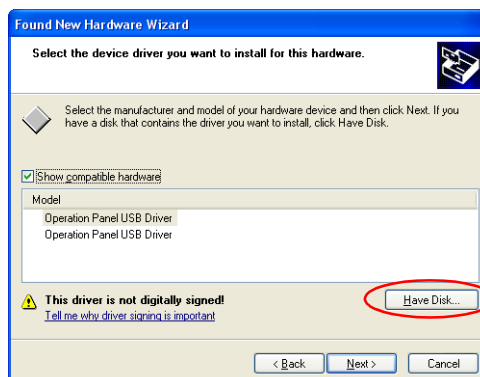 Found New Hardware Wizard
Select the device driver you want to install for this hardware.
Select the manufacturer and model of your hardware device and then click Next. If you
have a disk that contains the driver you want to install, click Have Disk.
Show compatible hardware
Model
Operation Panel USB Driver
Operation Panel USB Driver
This driver is not digitally signed!
Have Disk...
Tell me why driver signing is important
< Back
Next >
Cancel